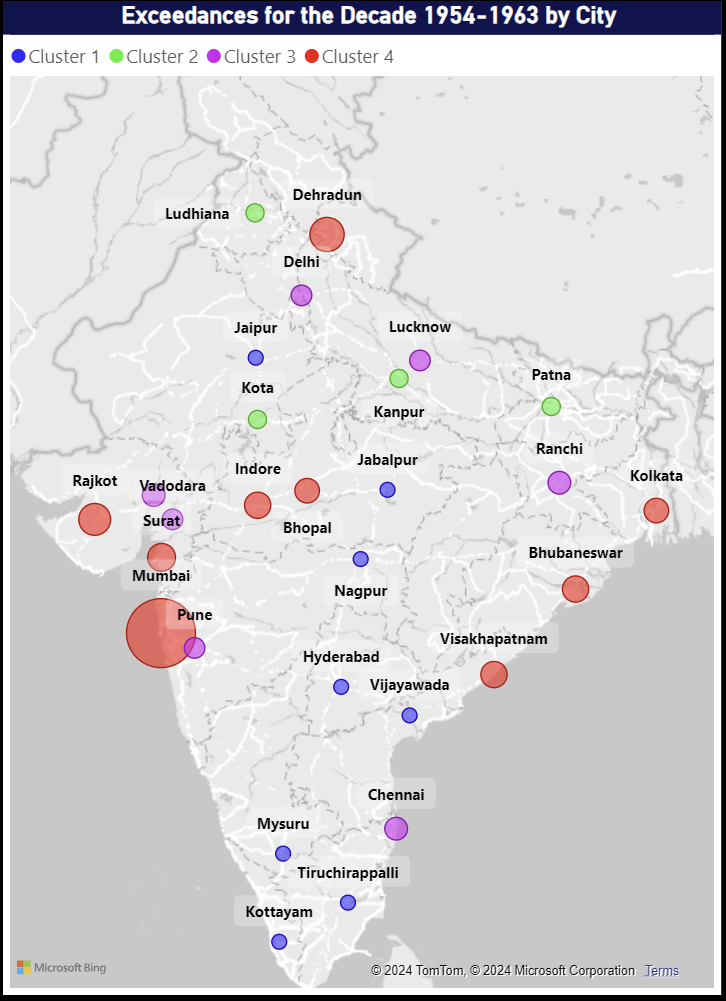 Exceedances for the Decade 1954-1963 by City
Cluster 1 Cluster 2 Cluster 3 Cluster 4
Dehradun
Ludhiana
Delhi
Jaipur
Lucknow
Patna
Kota
Kanpur
Ranchi
Jabalpur
Indore
Kolkata
Rajkot
Vadodara
Surat
Bhopal
Bhubaneswar
Mumbai
Nagpur
Pune
Visakhapatnam
Hyderabad
Vijayawada
Chennai
Mysuru
Tiruchirappalli
Kottayam
Microsoft Bing
© 2024 TomTom, © 2024 Microsoft Corporation Terms